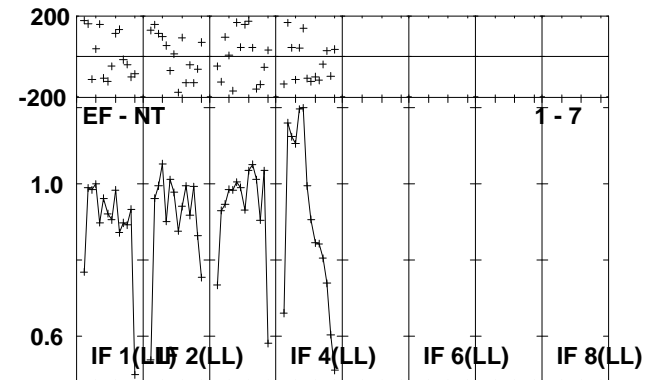 200
-200
EF - NT 1 - 7
1.0
0.6
IF 1(LL) IF 2(LL) IF 4(LL) IF 6(LL) IF 8(LL)